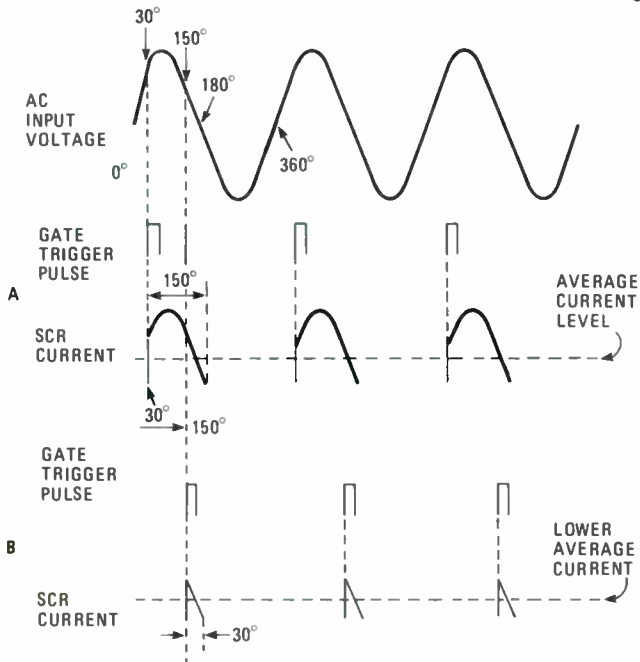 30°
150°
180°
AC
INPUT
VOLTAGE
0°
360°
GATE
TRIGGER
PULSE
150°
A
AVERAGE
CURRENT
LEVEL
SCR
CURRENT
30°
150°
GATE
TRIGGER
PULSE
B
LOWER
AVERAGE
CURRENT
SCR
CURRENT
30°